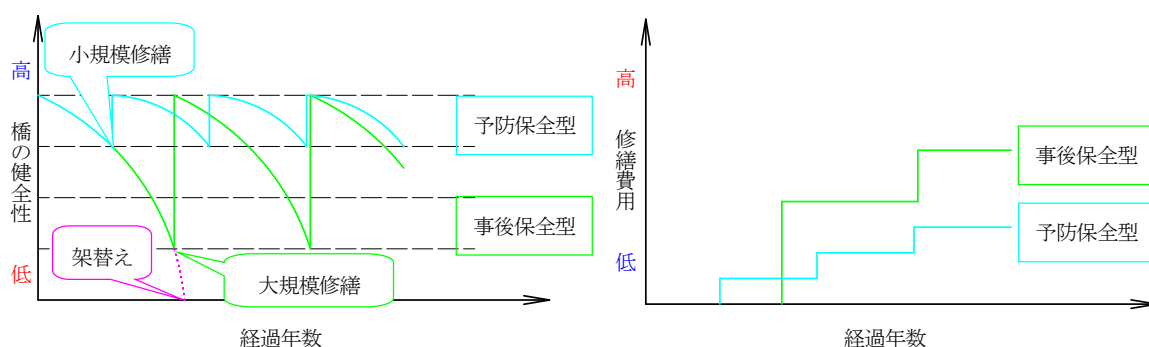 小規模修繕
高
橋の健全性
低
予防保全型
事後保全型
架替え
大規模修繕
経過年数
高
修繕費用
低
事後保全型
予防保全型
経過年数